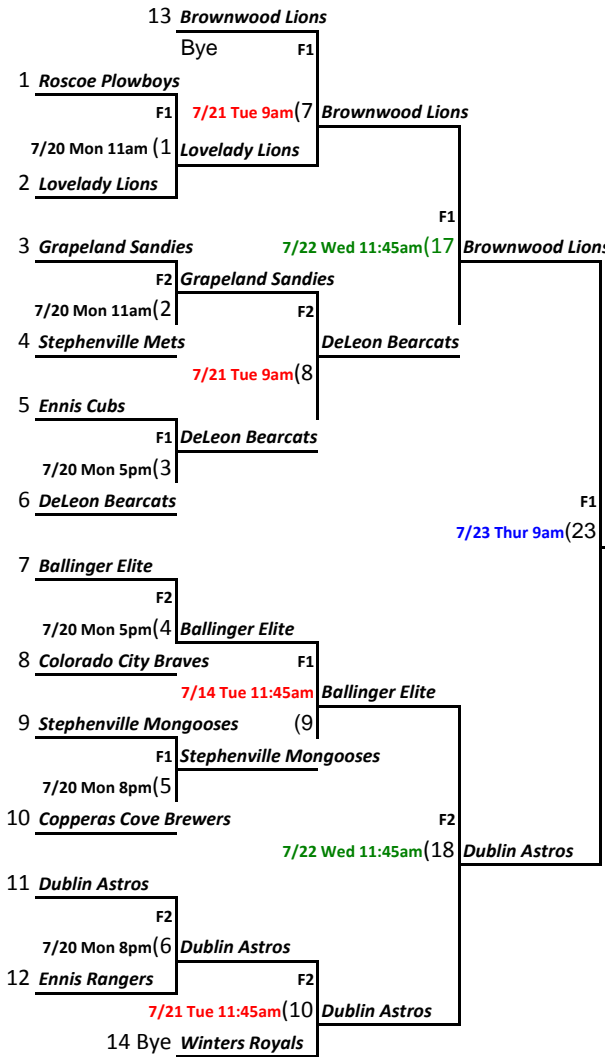 13 Brownwood Lions
Bye F1
1 Roscoe Plowboys
F1 7/21 Tue 9am(7 Brownwood Lions
7/20 Mon 11am (1 Lovelady Lions
2 Lovelady Lions
F1
3 Grapeland Sandies 7/22 Wed 11:45am(17 Brownwood Lions
F2 Grapeland Sandies
7/20 Mon 11am(2 F2
4 Stephenville Mets DeLeon Bearcats
7/21 Tue 9am(8
5 Ennis Cubs
F1 DeLeon Bearcats
7/20 Mon 5pm(3
6 DeLeon Bearcats F1
7/23 Thur 9am(23
7 Ballinger Elite
F2
7/20 Mon 5pm(4 Ballinger Elite
8 Colorado City Braves F1
7/14 Tue 11:45am Ballinger Elite
9 Stephenville Mongooses (9
F1 Stephenville Mongooses
7/20 Mon 8pm(5
10 Copperas Cove Brewers F2
7/22 Wed 11:45am(18 Dublin Astros
11 Dublin Astros
F2
7/20 Mon 8pm(6 Dublin Astros
12 Ennis Rangers F2
7/21 Tue 11:45am(10 Dublin Astros
14 Bye Winters Royals